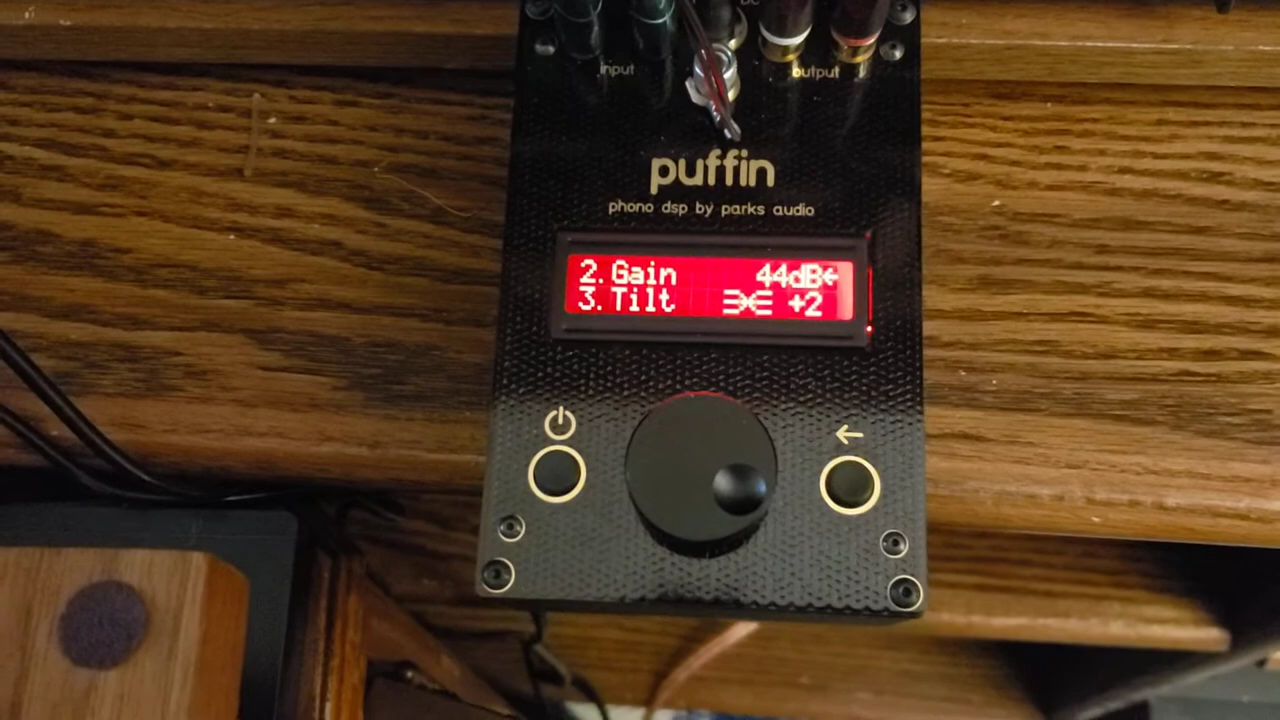 input
output
puffin
phono dsp by parks audio
2. Gain 44dB←
3. Tilt +2